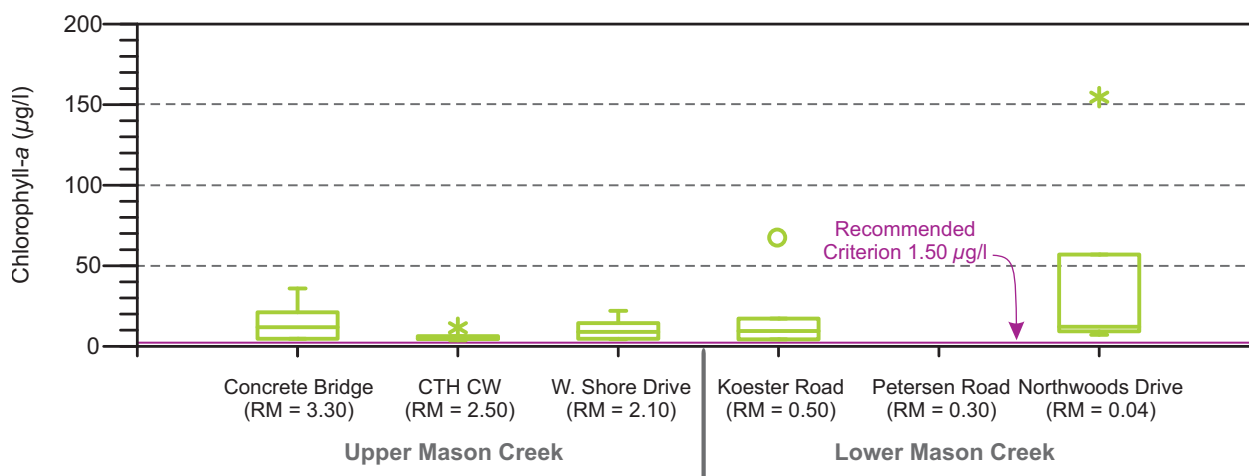 200
150
100
50
0
Chlorophyll-a (µg/l)
Recommended
Criterion 1.50 µg/l
Concrete Bridge
(RM = 3.30)
CTH CW
(RM = 2.50)
W. Shore Drive
(RM = 2.10)
Koester Road
(RM = 0.50)
Petersen Road
(RM = 0.30)
Northwoods Drive
(RM = 0.04)
Upper Mason Creek
Lower Mason Creek